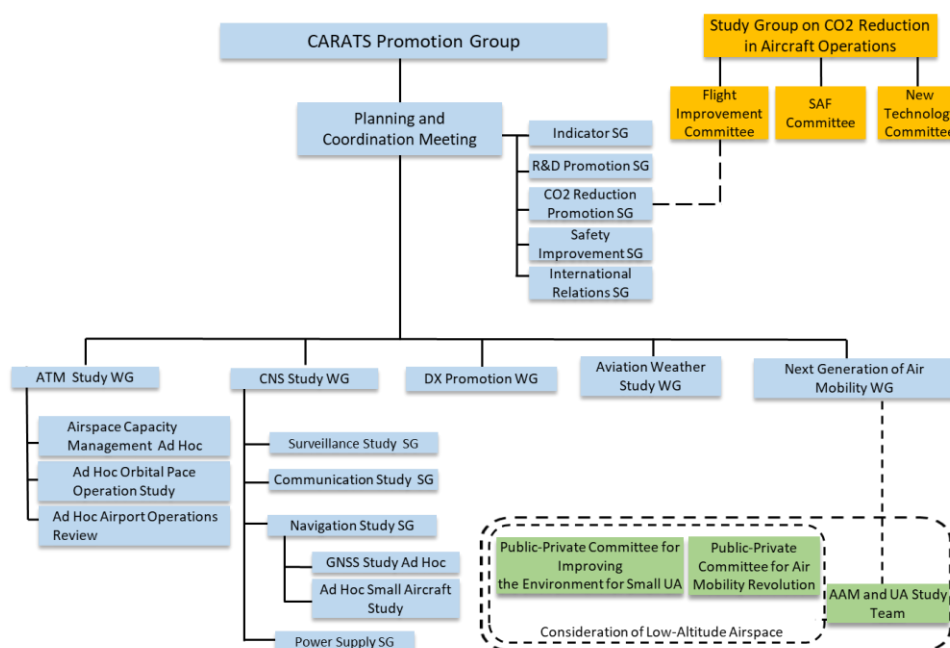 CARATS Promotion Group
Study Group on CO2 Reduction
in Aircraft Operations
Flight
Improvement
Committee
SAF
Committee
New
Technology
Committee
Planning and
Coordination Meeting
Indicator SG
R&D Promotion SG
CO2 Reduction
Promotion SG
Safety
Improvement SG
International
Relations SG
ATM Study WG
CNS Study WG
DX Promotion WG
Aviation Weather
Study WG
Next Generation of Air
Mobility WG
Airspace Capacity
Management Ad Hoc
Ad Hoc Orbital Pace
Operation Study
Ad Hoc Airport Operations
Review
Surveillance Study SG
Communication Study SG
Navigation Study SG
GNSS Study Ad Hoc
Ad Hoc Small Aircraft
Study
Power Supply SG
Public-Private Committee for
Improving
the Environment for Small UA
Public-Private
Committee for Air
Mobility Revolution
AAM and UA Study
Team
Consideration of Low-Altitude Airspace